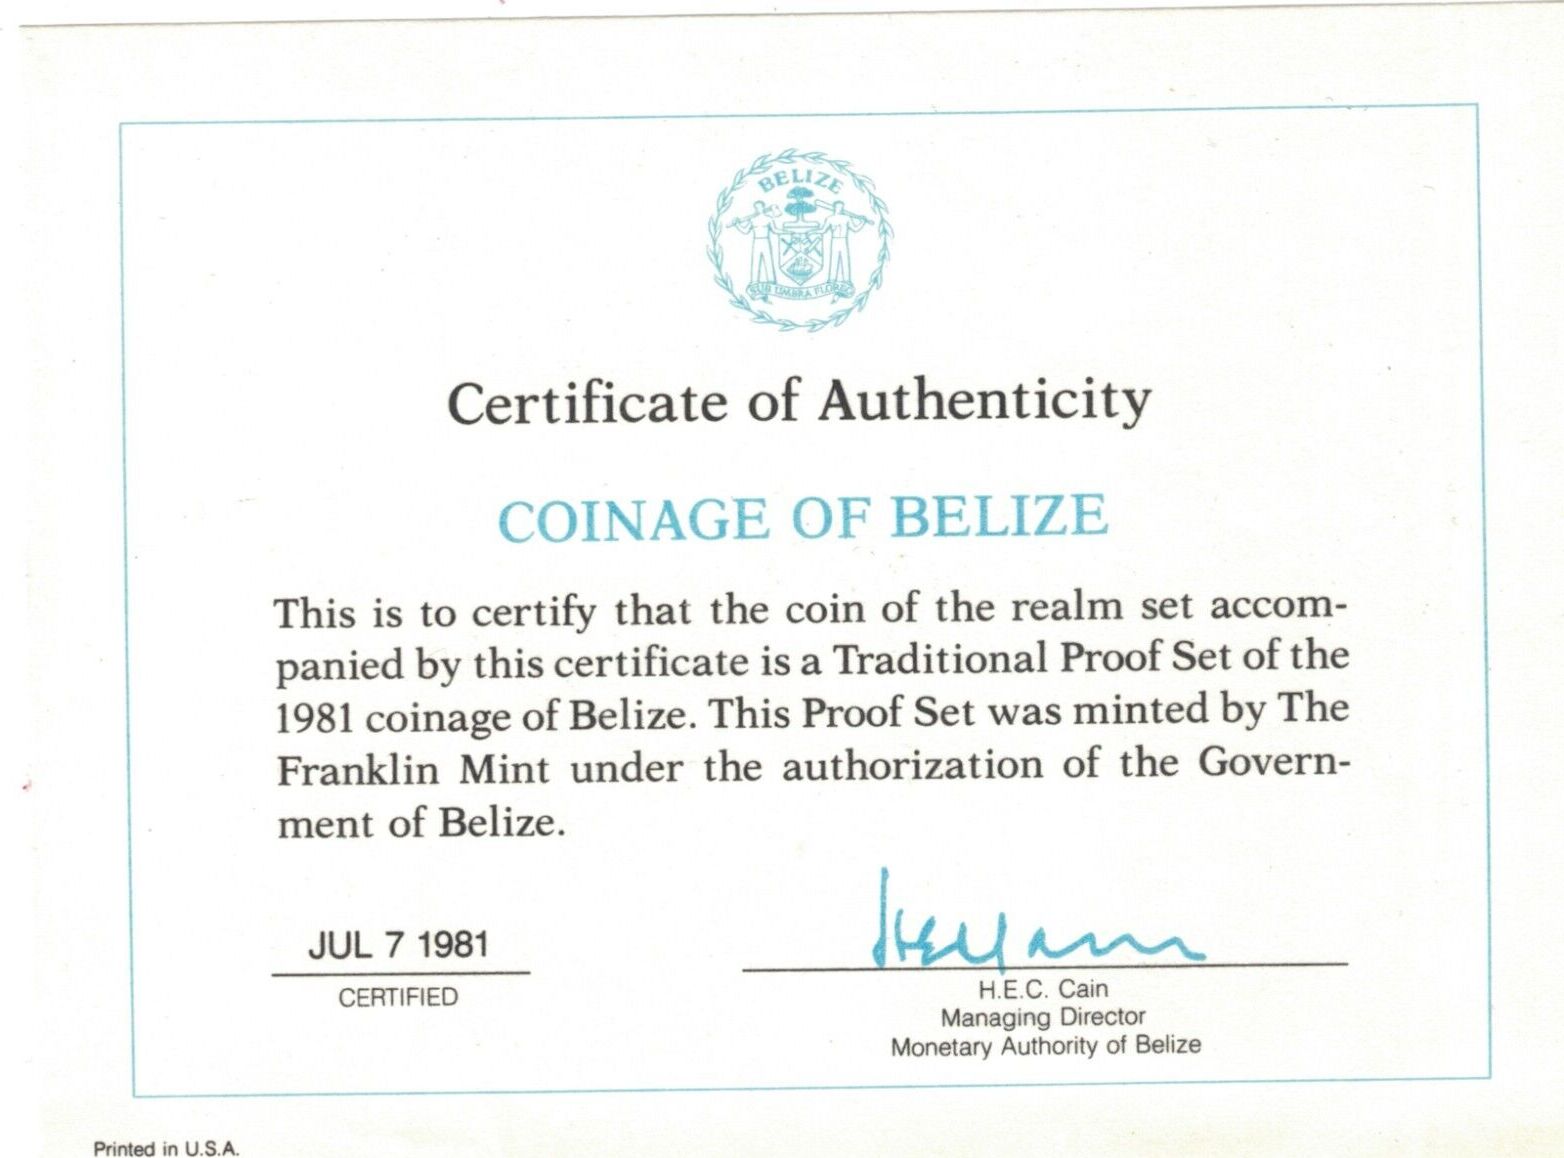 BELIZE
SUB UMBRA FLOREO
Certificate of Authenticity
COINAGE OF BELIZE
This is to certify that the coin of the realm set accom-
panied by this certificate is a Traditional Proof Set of the
1981 coinage of Belize. This Proof Set was minted by The
Franklin Mint under the authorization of the Govern-
ment of Belize.
JUL 7 1981
CERTIFIED
H.E.C. Cain
Managing Director
Monetary Authority of Belize
Printed in U.S.A.